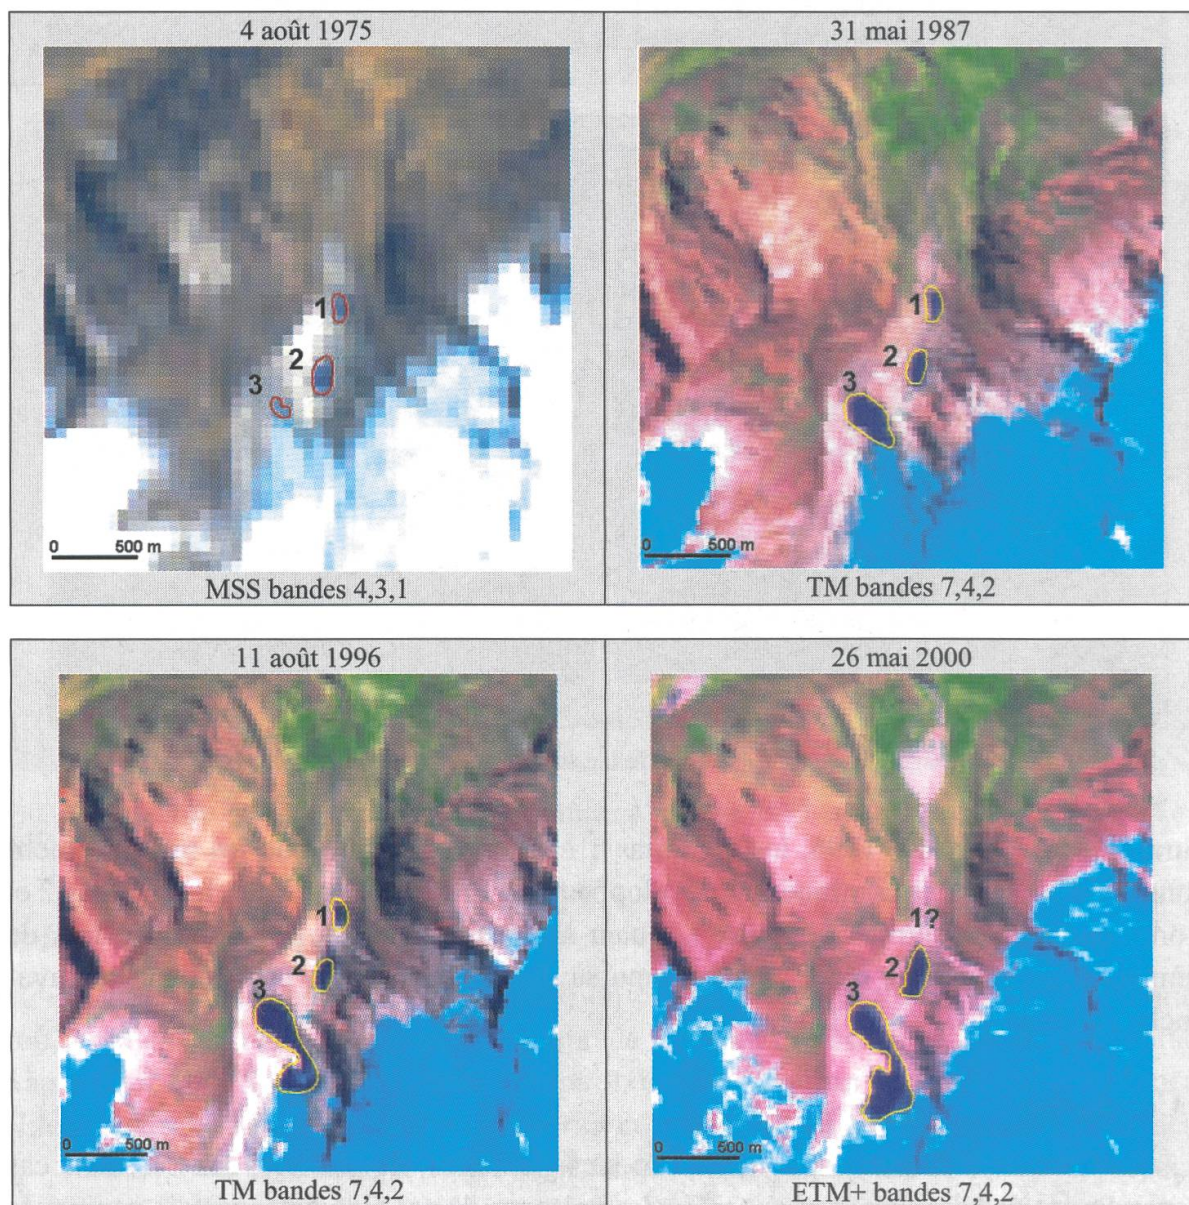 4 août 1975
1
2
3
0 500 m
MSS bandes 4,3,1
31 mai 1987
1
2
3
0 500 m
TM bandes 7,4,2
11 août 1996
1
2
3
0 500 m
TM bandes 7,4,2
26 mai 2000
1?
2
3
0 500 m
ETM+ bandes 7,4,2